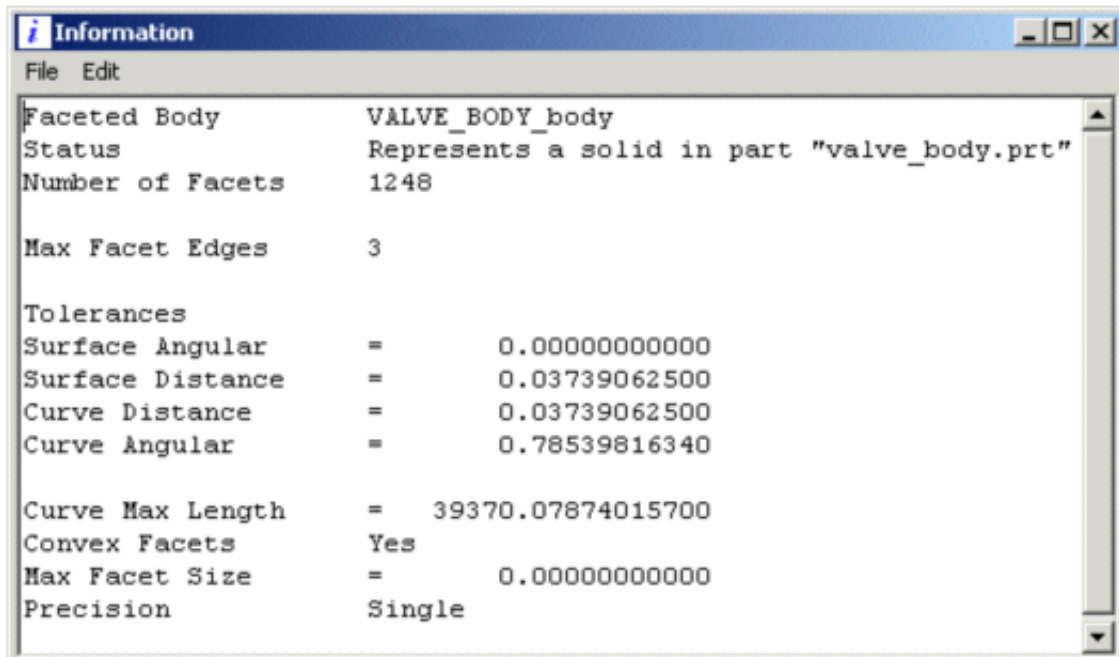 i Information
File Edit
Faceted Body VALVE_BODY_body
Status Represents a solid in part "valve_body.prt"
Number of Facets 1248
Max Facet Edges 3
Tolerances
Surface Angular = 0.00000000000
Surface Distance = 0.03739062500
Curve Distance = 0.03739062500
Curve Angular = 0.78539816340
Curve Max Length = 39370.07874015700
Convex Facets Yes
Max Facet Size = 0.00000000000
Precision Single